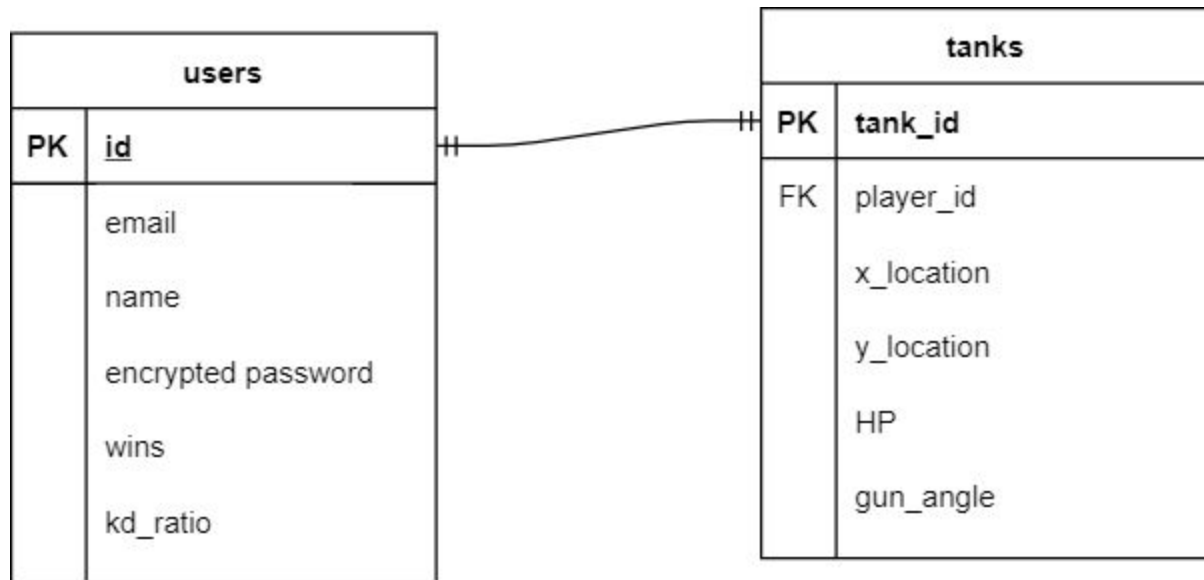 users
PK id
email
name
encrypted password
wins
kd_ratio
tanks
PK tank_id
FK player_id
x_location
y_location
HP
gun_angle